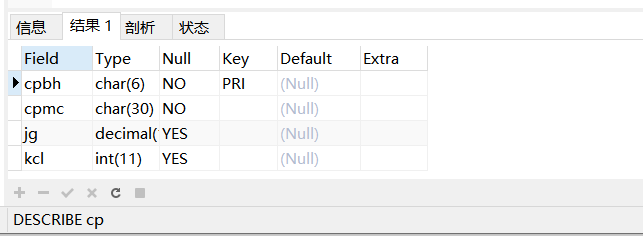 信息 结果 1 剖析 状态
Field Type Null Key Default Extra
cpbh char(6) NO PRI (Null)
cpmc char(30) NO (Null)
jg decimal( YES (Null)
kcl int(11) YES (Null)
DESCRIBE cp